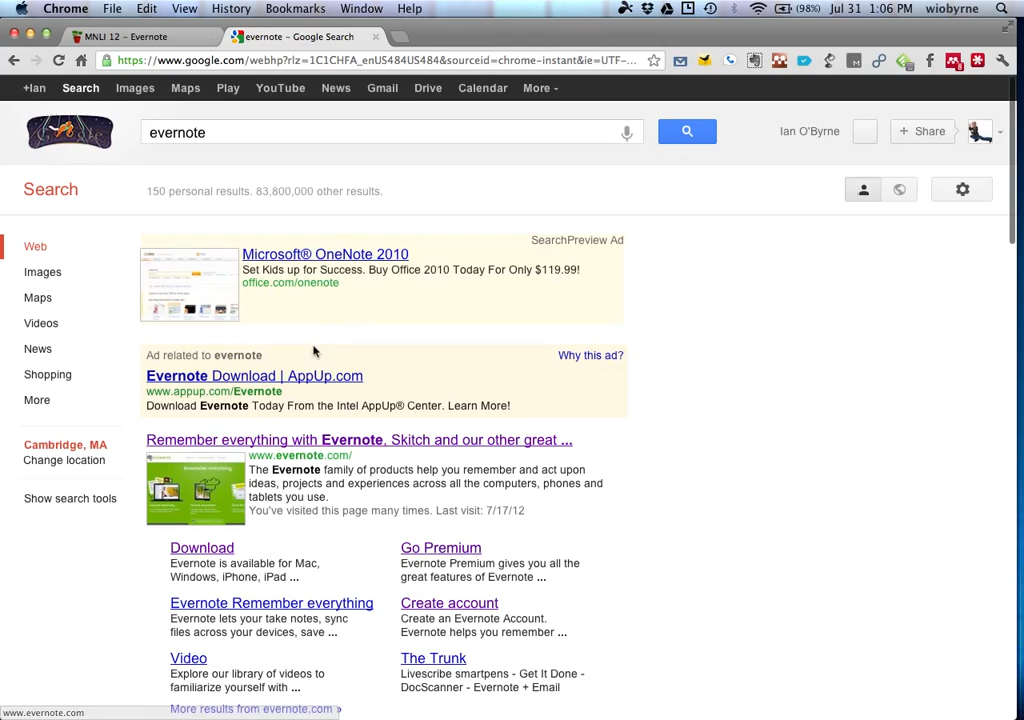 Chrome File Edit View History Bookmarks Window Help (98%) Jul 31 1:06 PM wiobyrne
MNLI 12 – Evernote
evernote - Google Search
https://www.google.com/webhp?rlz=1C1CHFA_enUS484US484&sourceid=chrome-instant&ie=UTF-...
+Ian Search Images Maps Play YouTube News Gmail Drive Calendar More
evernote
Ian O'Byrne
+ Share
Search
150 personal results. 83,800,000 other results.
Web
Images
Maps
Videos
News
Shopping
More
Cambridge, MA
Change location
Show search tools
SearchPreview Ad
Microsoft® OneNote 2010
Set Kids up for Success. Buy Office 2010 Today For Only $119.99!
office.com/onenote
Ad related to evernote
Why this ad?
Evernote Download | AppUp.com
www.appup.com/Evernote
Download Evernote Today From the Intel AppUp® Center. Learn More!
Remember everything with Evernote, Skitch and our other great ...
www.evernote.com/
The Evernote family of products help you remember and act upon
ideas, projects and experiences across all the computers, phones and
tablets you use.
You've visited this page many times. Last visit: 7/17/12
Download
Evernote is available for Mac,
Windows, iPhone, iPad ...
Go Premium
Evernote Premium gives you all the
great features of Evernote ...
Evernote Remember everything
Evernote lets your take notes, sync
files across your devices, save ...
Create account
Create an Evernote Account.
Evernote helps you remember ...
Video
Explore our library of videos to
familiarize yourself with ...
The Trunk
Livescribe smartpens - Get It Done -
DocScanner - Evernote + Email
More results from evernote.com »
www.evernote.com